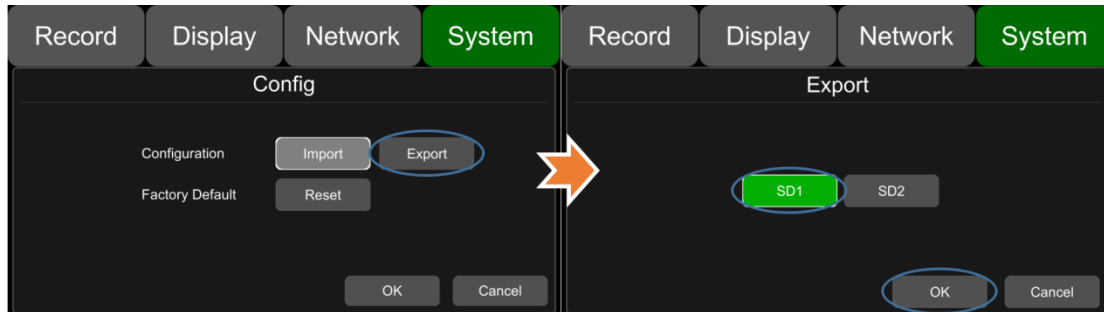 Record Display Network System
Config
Configuration Import Export
Factory Default Reset
OK Cancel
Record Display Network System
Export
SD1 SD2
OK Cancel